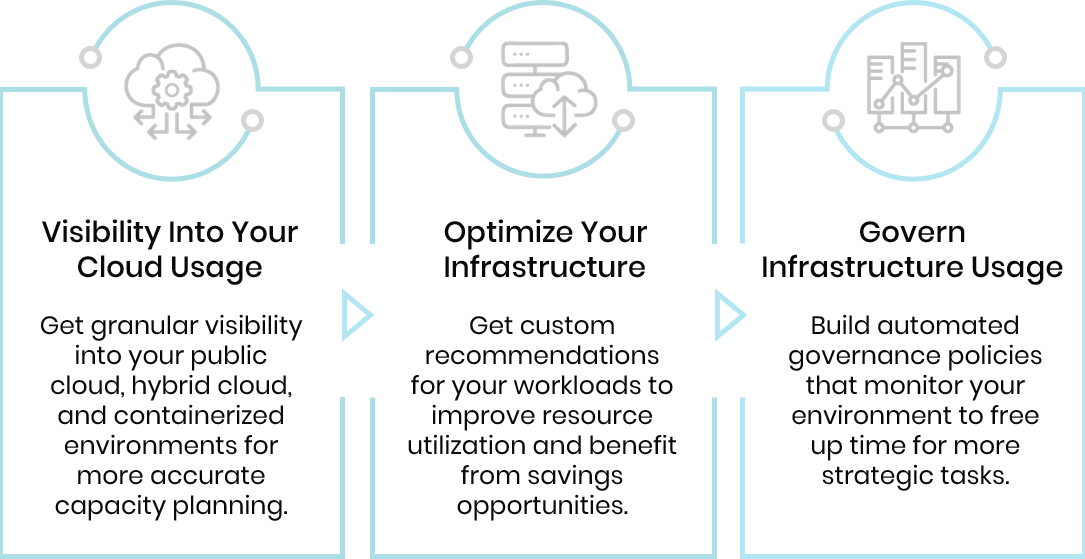 Visibility Into Your
Cloud Usage
Get granular visibility
into your public
cloud, hybrid cloud,
and containerized
environments for
more accurate
capacity planning.
Optimize Your
Infrastructure
Get custom
recommendations
for your workloads to
improve resource
utilization and benefit
from savings
opportunities.
Govern
Infrastructure Usage
Build automated
governance policies
that monitor your
environment to free
up time for more
strategic tasks.